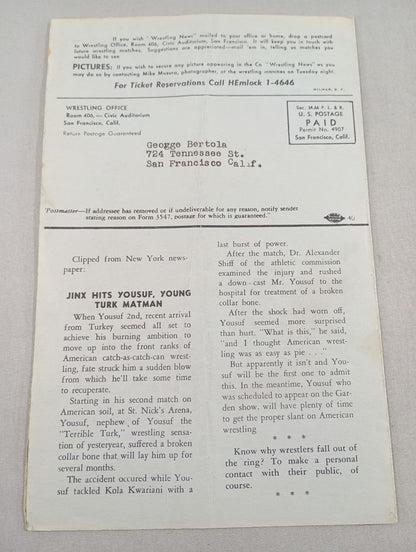 If you wish "Wrestling News" mailed to your office or home, drop a postcard
to Wrestling Office, Room 406, Civic Auditorium, San Francisco. It will keep you in touch with
future wrestling matches. Suggestions are appreciated—mail 'em in, telling us matches you
would like to see
PICTURES: If you wish to secure any picture appearing in the "Wrestling News" as you
may do so by contacting Mike Musura, photographer, at the wrestling matches on Tuesday night
For Ticket Reservations Call HEmlock 1-4646
WRESTLING OFFICE
Room 406, — Civic Auditorium
San Francisco, Calif.
Return Postage Guaranteed
Sec. 34.M P. L. & R.
U. S. POSTAGE
PAID
Permit No. 4907
San Francisco, Calif.
George Bertola
724 Tennessee St.
San Francisco Calif.
Postmaster—If addressee has removed or if undeliverable for any reason, notify sender
stating reason on Form 3547, postage for which is guaranteed."
40
Clipped from New York news-
paper:
JINX HITS YOUSUF, YOUNG
TURK MATMAN
When Yousuf 2nd, recent arrival
from Turkey seemed all set to
achieve his burning ambition to
move up into the front ranks of
American catch-as-catch-can wrest-
ling, fate struck him a sudden blow
from which he'll take some time
to recuperate.
Starting in his second match on
American soil, at St. Nick's Arena,
Yousuf, nephew of Yousuf the
"Terrible Turk," wrestling sensa-
tion of yesteryear, suffered a broken
collar bone that will lay him up for
several months.
The accident occured while You-
suf tackled Kola Kwariani with a
last burst of power.
After the match, Dr. Alexander
Shiff of the athletic commission
examined the injury and rushed
a down-cast Mr. Yousuf to the
hospital for treatment of a broken
collar bone.
After the shock had worn off,
Yousuf seemed more surprised
than hurt. "What is this," he said,
"and I thought American wrest-
ling was as easy as pie . . . .
But apparently it isn't and You-
suf will be the first one to admit
this. In the meantime, Yousuf who
was scheduled to appear on the Gar-
den show, will have plenty of time
to get the proper slant on American
wrestling
* * *
Know why wrestlers fall out of
the ring? To make a personal
contact with their public, of
course.
* * *